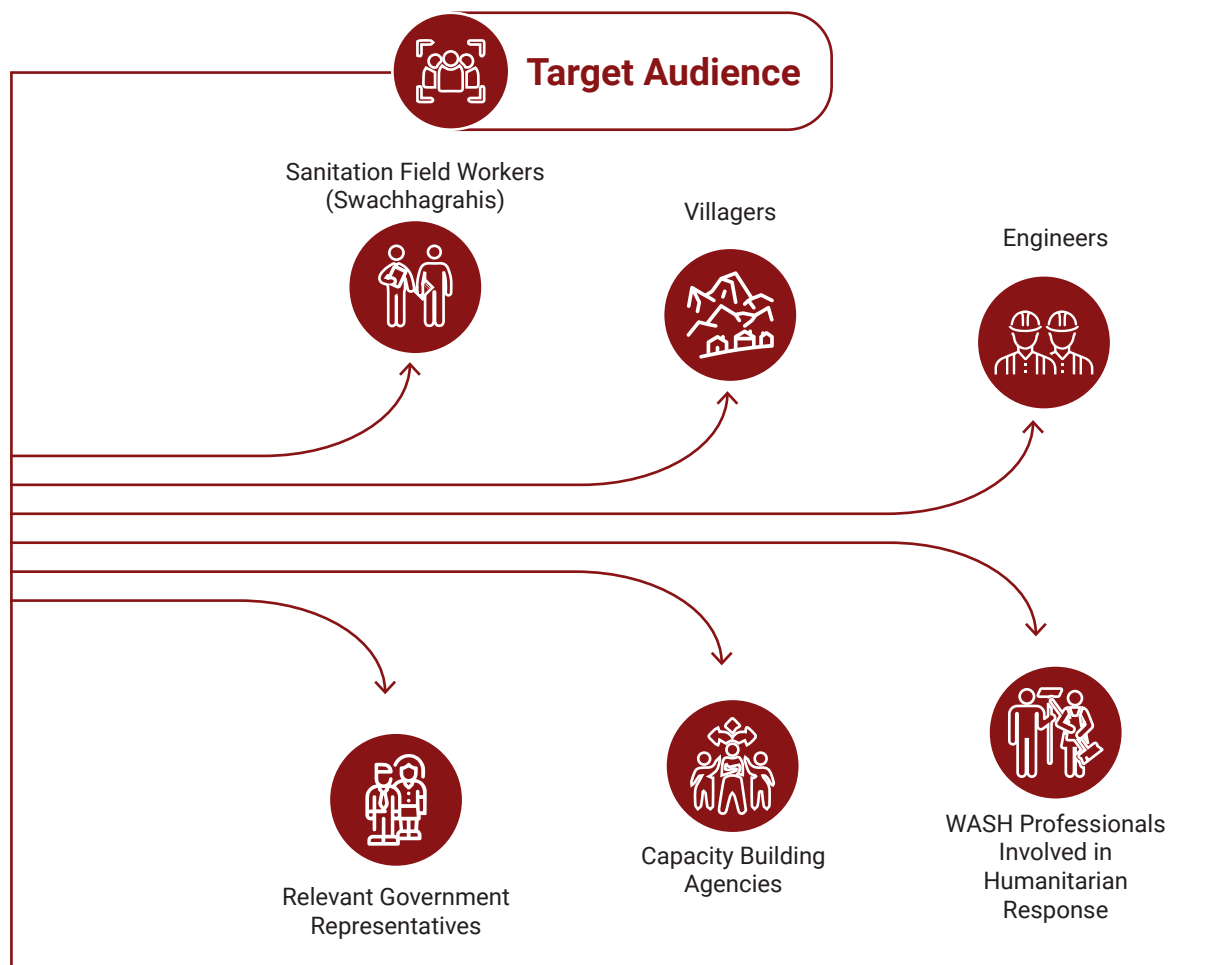 Target Audience
Sanitation Field Workers
(Swachhagrahis)
Villagers
Engineers
Relevant Government
Representatives
Capacity Building
Agencies
WASH Professionals
Involved in
Humanitarian
Response